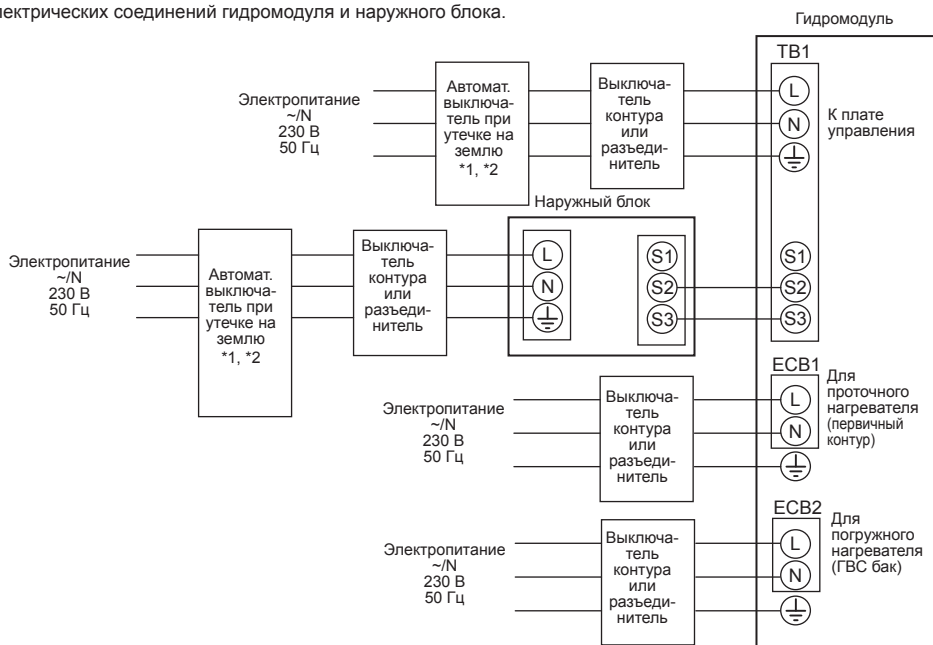 лектрических соединений гидромодуля и наружного блока.
Гидромодуль
TB1
Электропитание
~/N
230 В
50 Гц
Автомат.
выключа-
тель при
утечке на
землю
*1, *2
Выключа-
тель
контура
или
разъеди-
нитель
L
N
К плате
управления
Наружный блок
Электропитание
~/N
230 В
50 Гц
Автомат.
выключа-
тель при
утечке на
землю
*1, *2
Выключа-
тель
контура
или
разъеди-
нитель
L
N
S1
S2
S3
S1
S2
S3
ECB1
Электропитание
~/N
230 В
50 Гц
Выключа-
тель
контура
или
разъеди-
нитель
L
N
Для
проточного
нагревателя
(первичный
контур)
ECB2
Электропитание
~/N
230 В
50 Гц
Выключа-
тель
контура
или
разъеди-
нитель
L
N
Для
погружного
нагревателя
(ГВС бак)